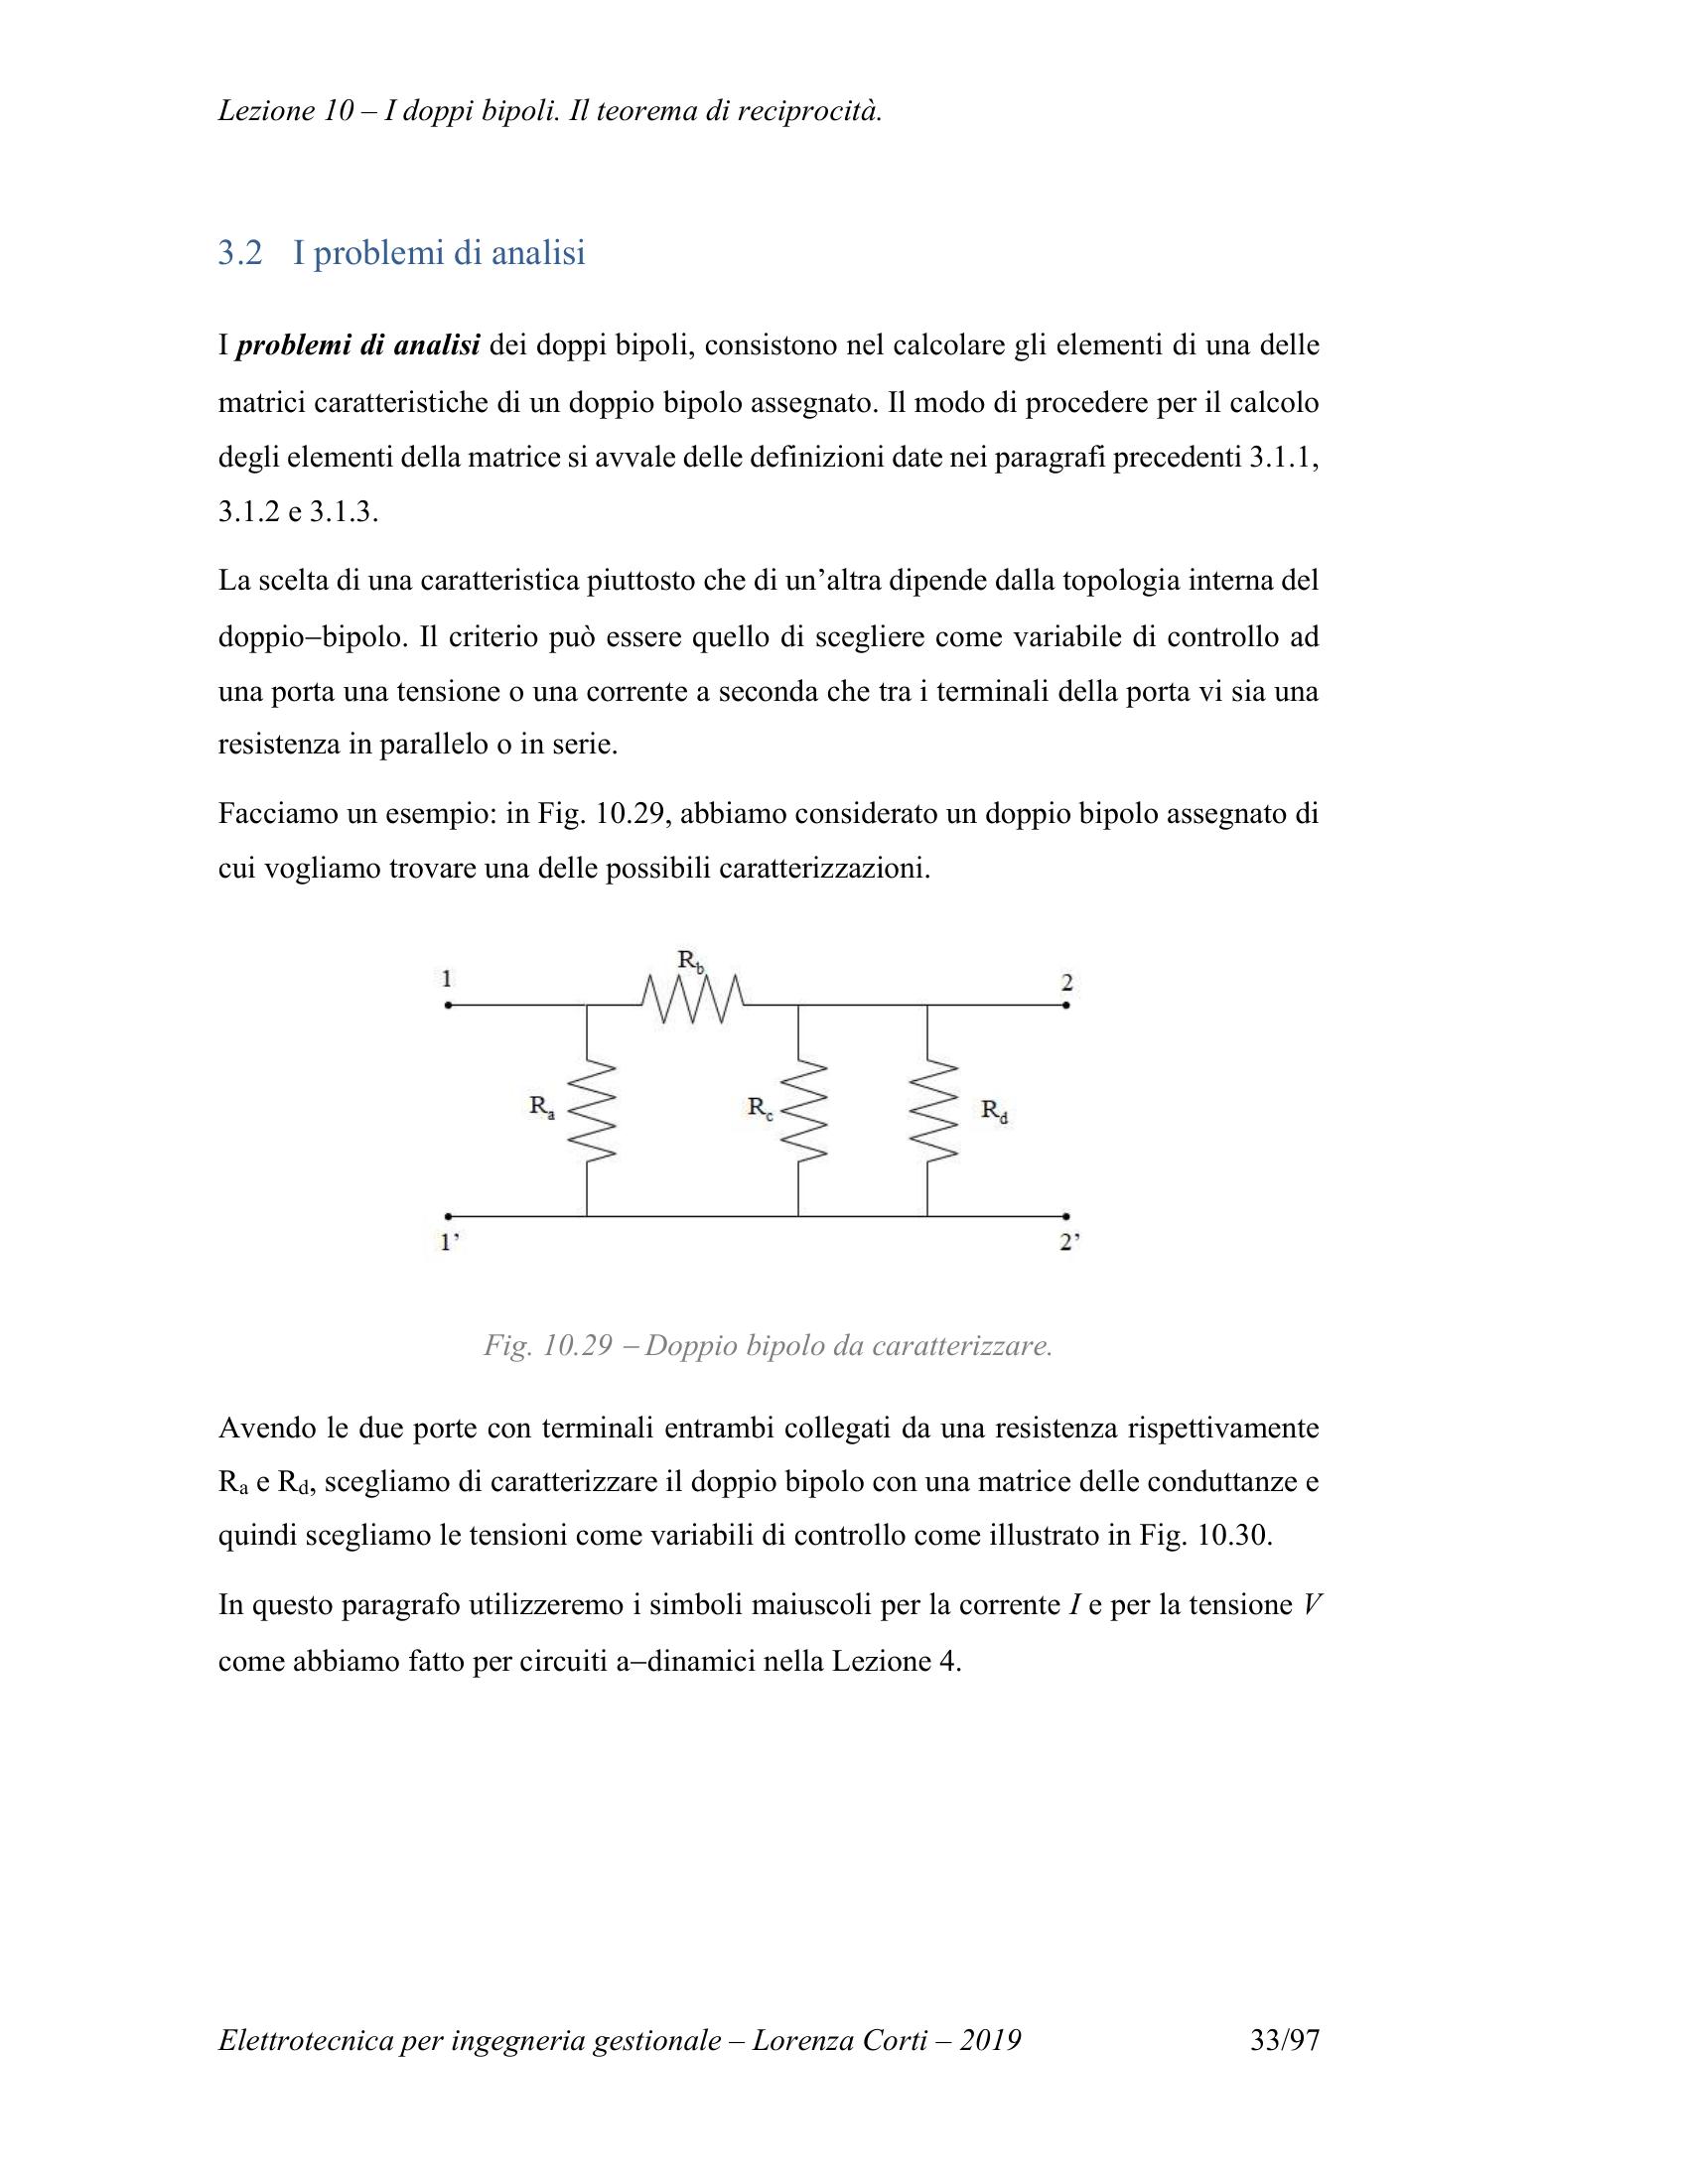 Lezione 10 – I doppi bipoli. Il teorema di reciprocità.
3.2 I problemi di analisi
I problemi di analisi dei doppi bipoli, consistono nel calcolare gli elementi di una delle
matrici caratteristiche di un doppio bipolo assegnato. Il modo di procedere per il calcolo
degli elementi della matrice si avvale delle definizioni date nei paragrafi precedenti 3.1.1,
3.1.2 e 3.1.3.
La scelta di una caratteristica piuttosto che di un’altra dipende dalla topologia interna del
doppio−bipolo. Il criterio può essere quello di scegliere come variabile di controllo ad
una porta una tensione o una corrente a seconda che tra i terminali della porta vi sia una
resistenza in parallelo o in serie.
Facciamo un esempio: in Fig. 10.29, abbiamo considerato un doppio bipolo assegnato di
cui vogliamo trovare una delle possibili caratterizzazioni.
Rb
1
2
Ra
Rc
Rd
1’
2’
Fig. 10.29 − Doppio bipolo da caratterizzare.
Avendo le due porte con terminali entrambi collegati da una resistenza rispettivamente
Ra e Rd, scegliamo di caratterizzare il doppio bipolo con una matrice delle conduttanze e
quindi scegliamo le tensioni come variabili di controllo come illustrato in Fig. 10.30.
In questo paragrafo utilizzeremo i simboli maiuscoli per la corrente I e per la tensione V
come abbiamo fatto per circuiti a−dinamici nella Lezione 4.
Elettrotecnica per ingegneria gestionale – Lorenza Corti – 2019 33/97